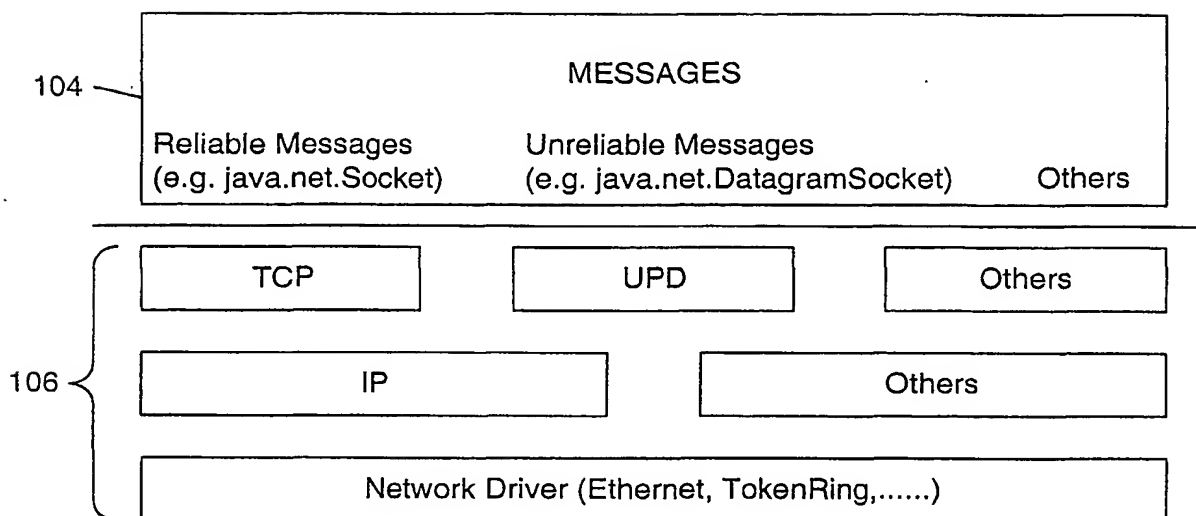 MESSAGES
104
Reliable Messages
(e.g. java.net.Socket)
Unreliable Messages
(e.g. java.net.DatagramSocket)
Others
TCP
UPD
Others
106
IP
Others
Network Driver (Ethernet, TokenRing,......)